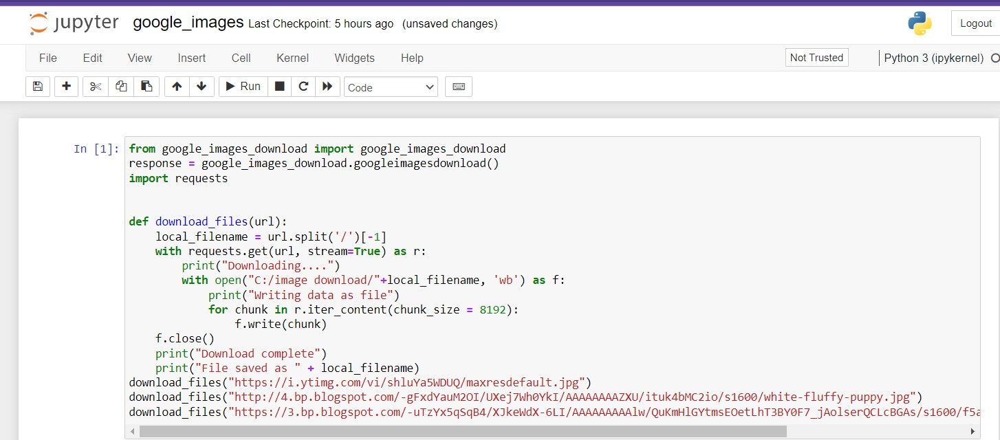 jupyter google_images Last Checkpoint: 5 hours ago (unsaved changes) Logout
File Edit View Insert Cell Kernel Widgets Help Not Trusted Python 3 (ipykernel)
Run Code
In [1]: from google_images_download import google_images_download
response = google_images_download.googleimagesdownload()
import requests
def download_files(url):
    local_filename = url.split('/')[-1]
    with requests.get(url, stream=True) as r:
        print("Downloading....")
        with open("C:/image download/"+local_filename, 'wb') as f:
            print("Writing data as file")
            for chunk in r.iter_content(chunk_size = 8192):
                f.write(chunk)
    f.close()
    print("Download complete")
    print("File saved as " + local_filename)
download_files("https://i.ytimg.com/vi/shluYa5WDUQ/maxresdefault.jpg")
download_files("http://4.bp.blogspot.com/-gFxdYauM2OI/UXej7Wh0YkI/AAAAAAAAZXU/ituk4bMC2io/s1600/white-fluffy-puppy.jpg")
download_files("https://3.bp.blogspot.com/-uTzYx5qSqB4/XJkeWdX-6LI/AAAAAAAAAlw/QuKmHlGYtmsEOetLhT3BY0F7_jAolserQCLcBGAs/s1600/f5a